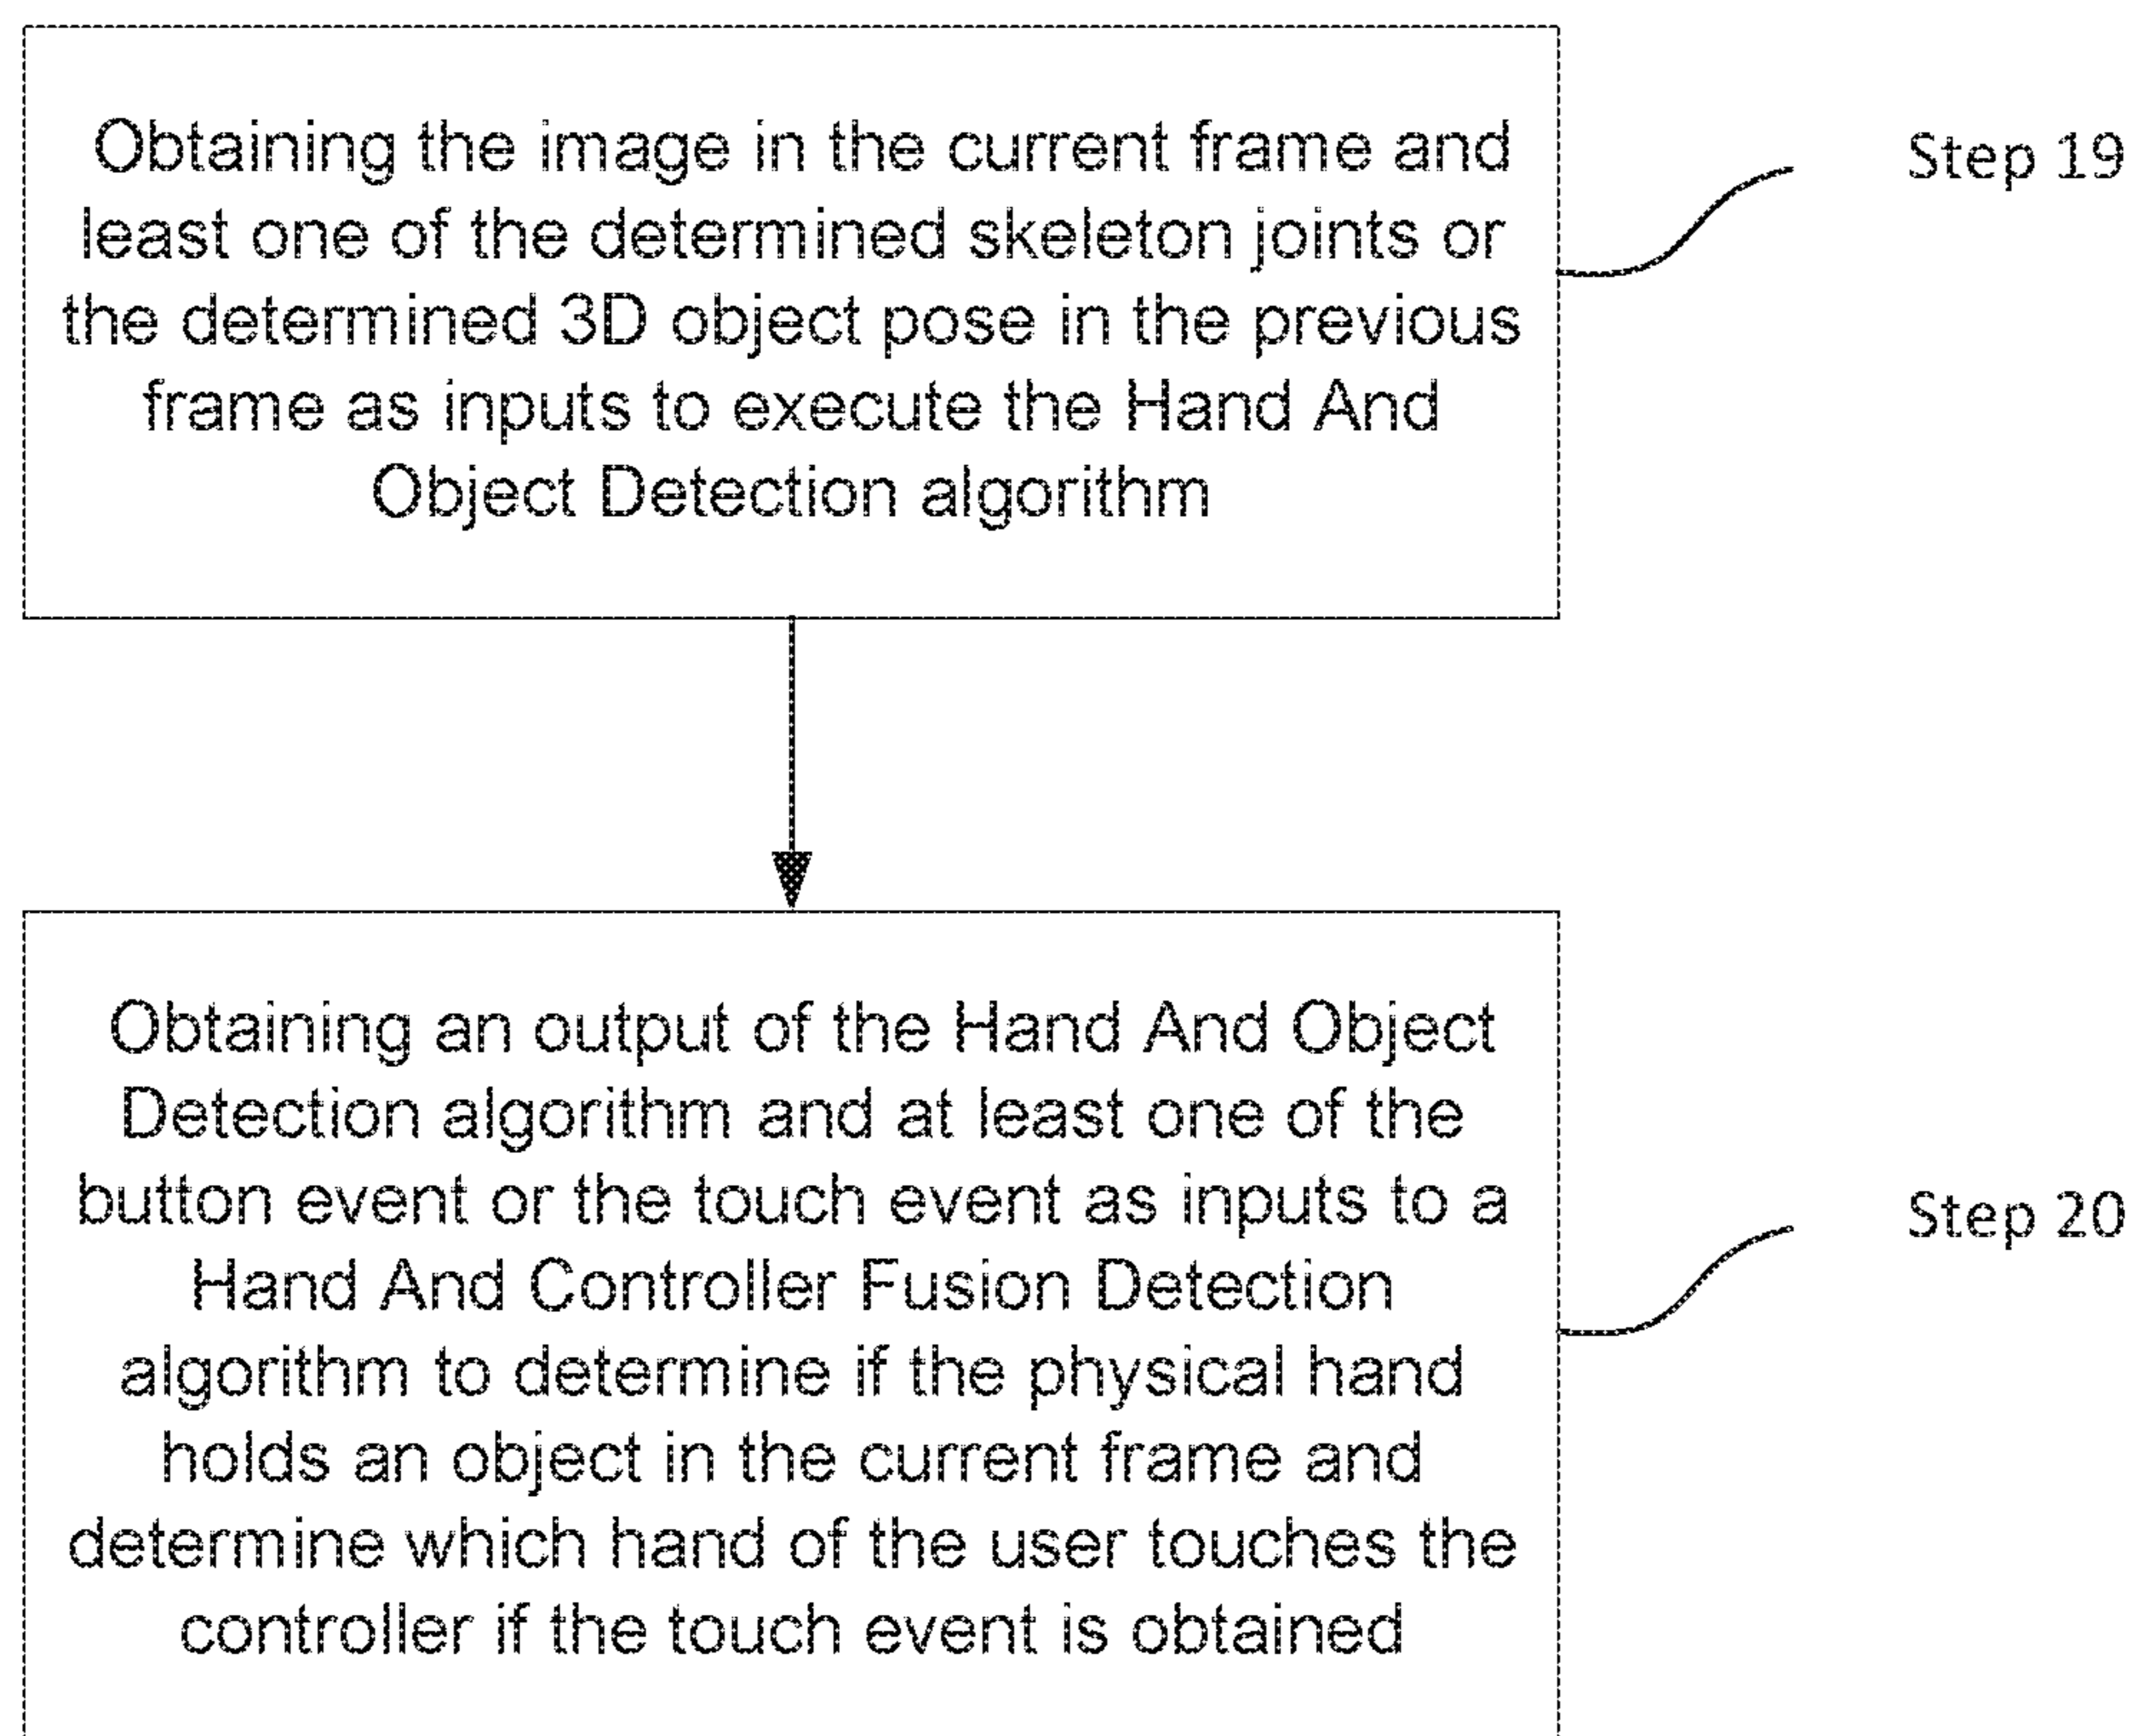 Obtaining the image in the current frame and
least one of the determined skeleton joints or
the determined 3D object pose in the previous
frame as inputs to execute the Hand And
Object Detection algorithm
Step 19
Obtaining an output of the Hand And Object
Detection algorithm and at least one of the
button event or the touch event as inputs to a
Hand And Controller Fusion Detection
algorithm to determine if the physical hand
holds an object in the current frame and
determine which hand of the user touches the
controller if the touch event is obtained
Step 20